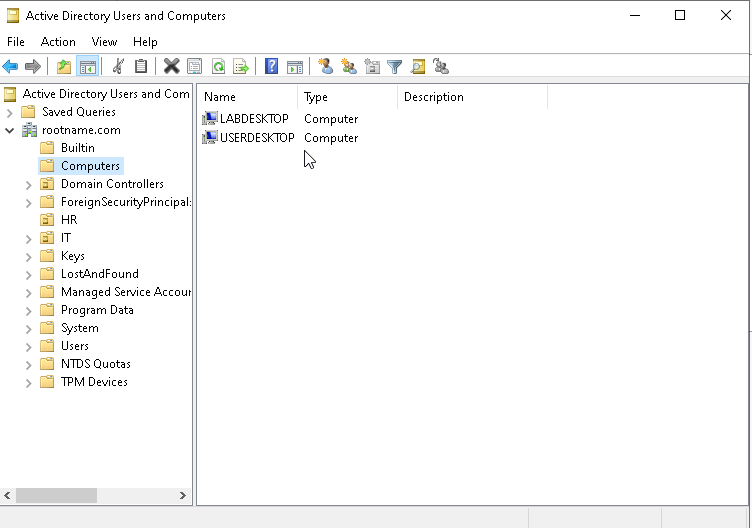 Active Directory Users and Computers
File Action View Help
Active Directory Users and Com
Saved Queries
rootname.com
Builtin
Computers
Domain Controllers
ForeignSecurityPrincipals
HR
IT
Keys
LostAndFound
Managed Service Accour
Program Data
System
Users
NTDS Quotas
TPM Devices
Name Type Description
LABDESKTOP Computer
USERDESKTOP Computer